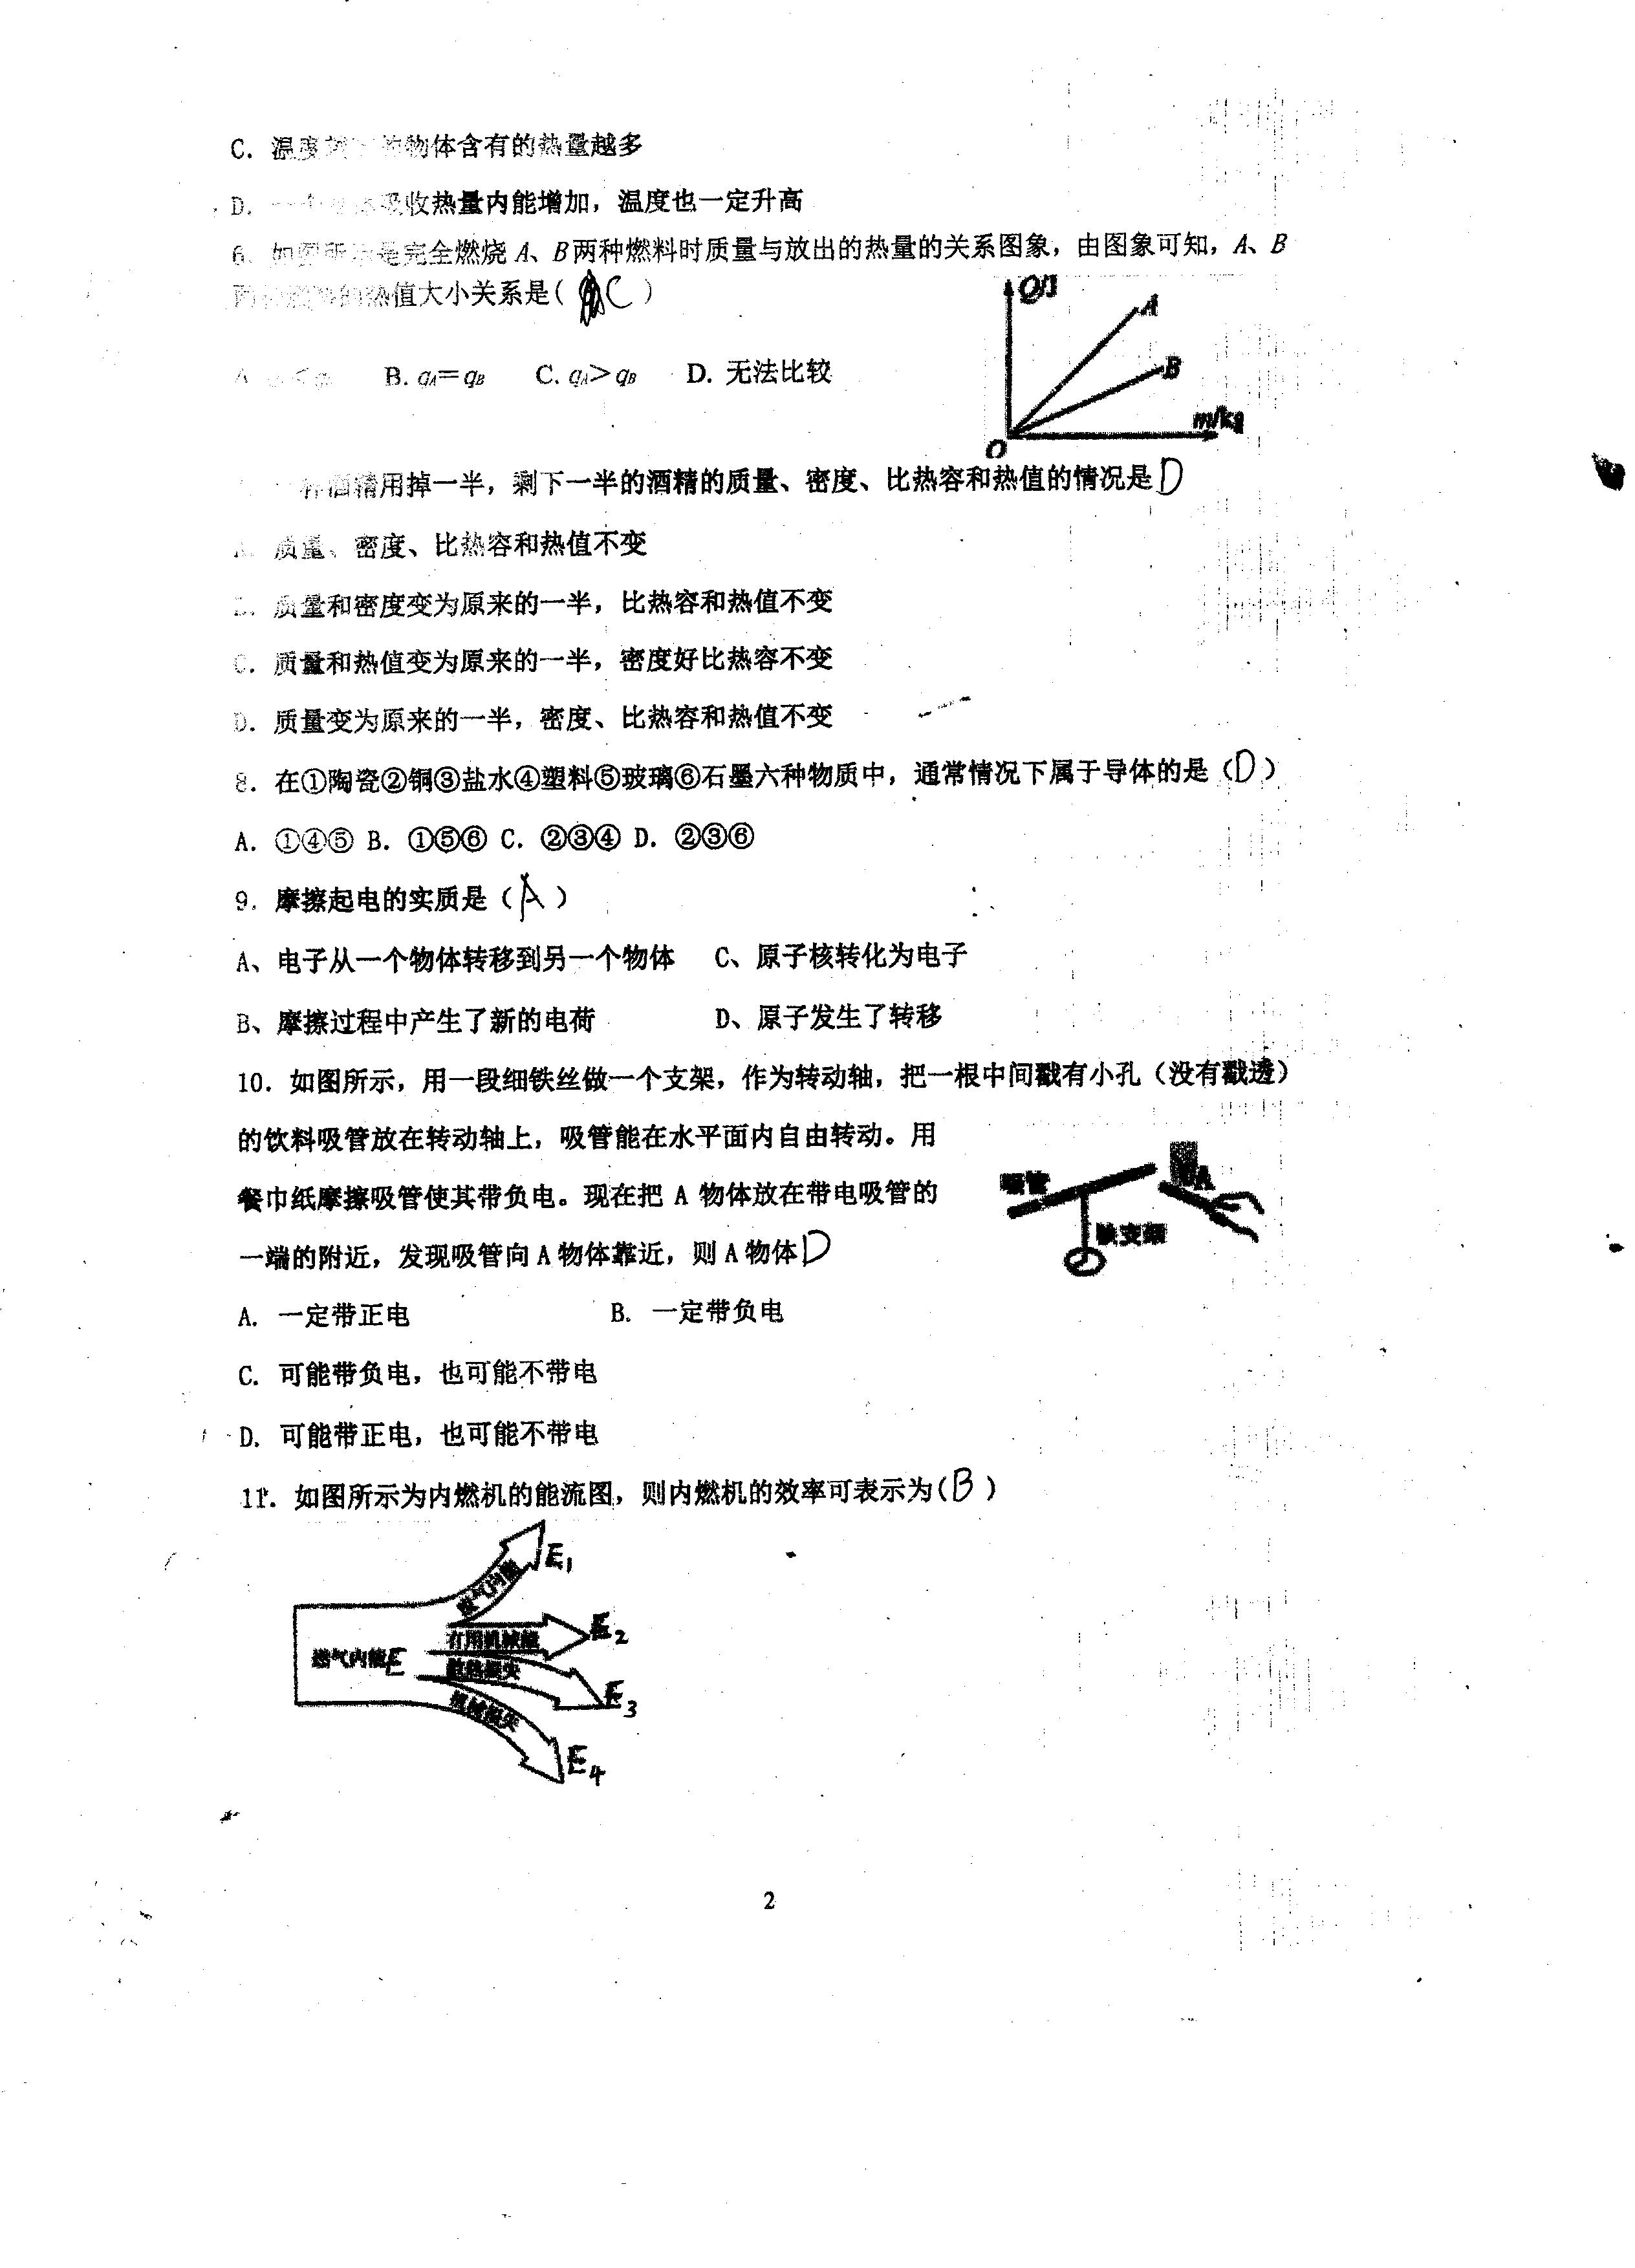 C. 温度 物体含有的热量越多
D. 吸收热量内能增加，温度也一定升高
6. 如图所示是完全燃烧 A、B两种燃料时质量与放出的热量的关系图象，由图象可知，A、B
热值大小关系是( C )
Q/J
A
B
m/kg
O
A B. qA＝qB C. qA＞qB D. 无法比较
酒精用掉一半，剩下一半的酒精的质量、密度、比热容和热值的情况是D
质量、密度、比热容和热值不变
质量和密度变为原来的一半，比热容和热值不变
C. 质量和热值变为原来的一半，密度好比热容不变
D. 质量变为原来的一半，密度、比热容和热值不变
8. 在①陶瓷②铜③盐水④塑料⑤玻璃⑥石墨六种物质中，通常情况下属于导体的是（D）
A. ①④⑤ B. ①⑤⑥ C. ②③④ D. ②③⑥
9. 摩擦起电的实质是（A）
A、电子从一个物体转移到另一个物体 C、原子核转化为电子
B、摩擦过程中产生了新的电荷 D、原子发生了转移
10. 如图所示，用一段细铁丝做一个支架，作为转动轴，把一根中间戳有小孔（没有戳透）
的饮料吸管放在转动轴上，吸管能在水平面内自由转动。用
餐巾纸摩擦吸管使其带负电。现在把 A 物体放在带电吸管的
一端的附近，发现吸管向 A 物体靠近，则 A 物体D
吸管
A
铁支架
A. 一定带正电 B. 一定带负电
C. 可能带负电，也可能不带电
D. 可能带正电，也可能不带电
11. 如图所示为内燃机的能流图，则内燃机的效率可表示为(B)
E1
燃气内能E
有用机械能
E2
散热损失
E3
机械损失
E4
2